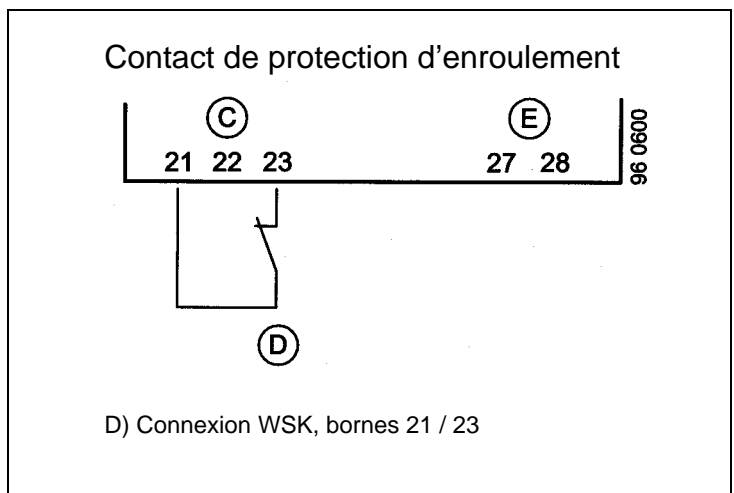 Contact de protection d'enroulement
C E
21 22 23 27 28
96 0600
D
D) Connexion WSK, bornes 21 / 23